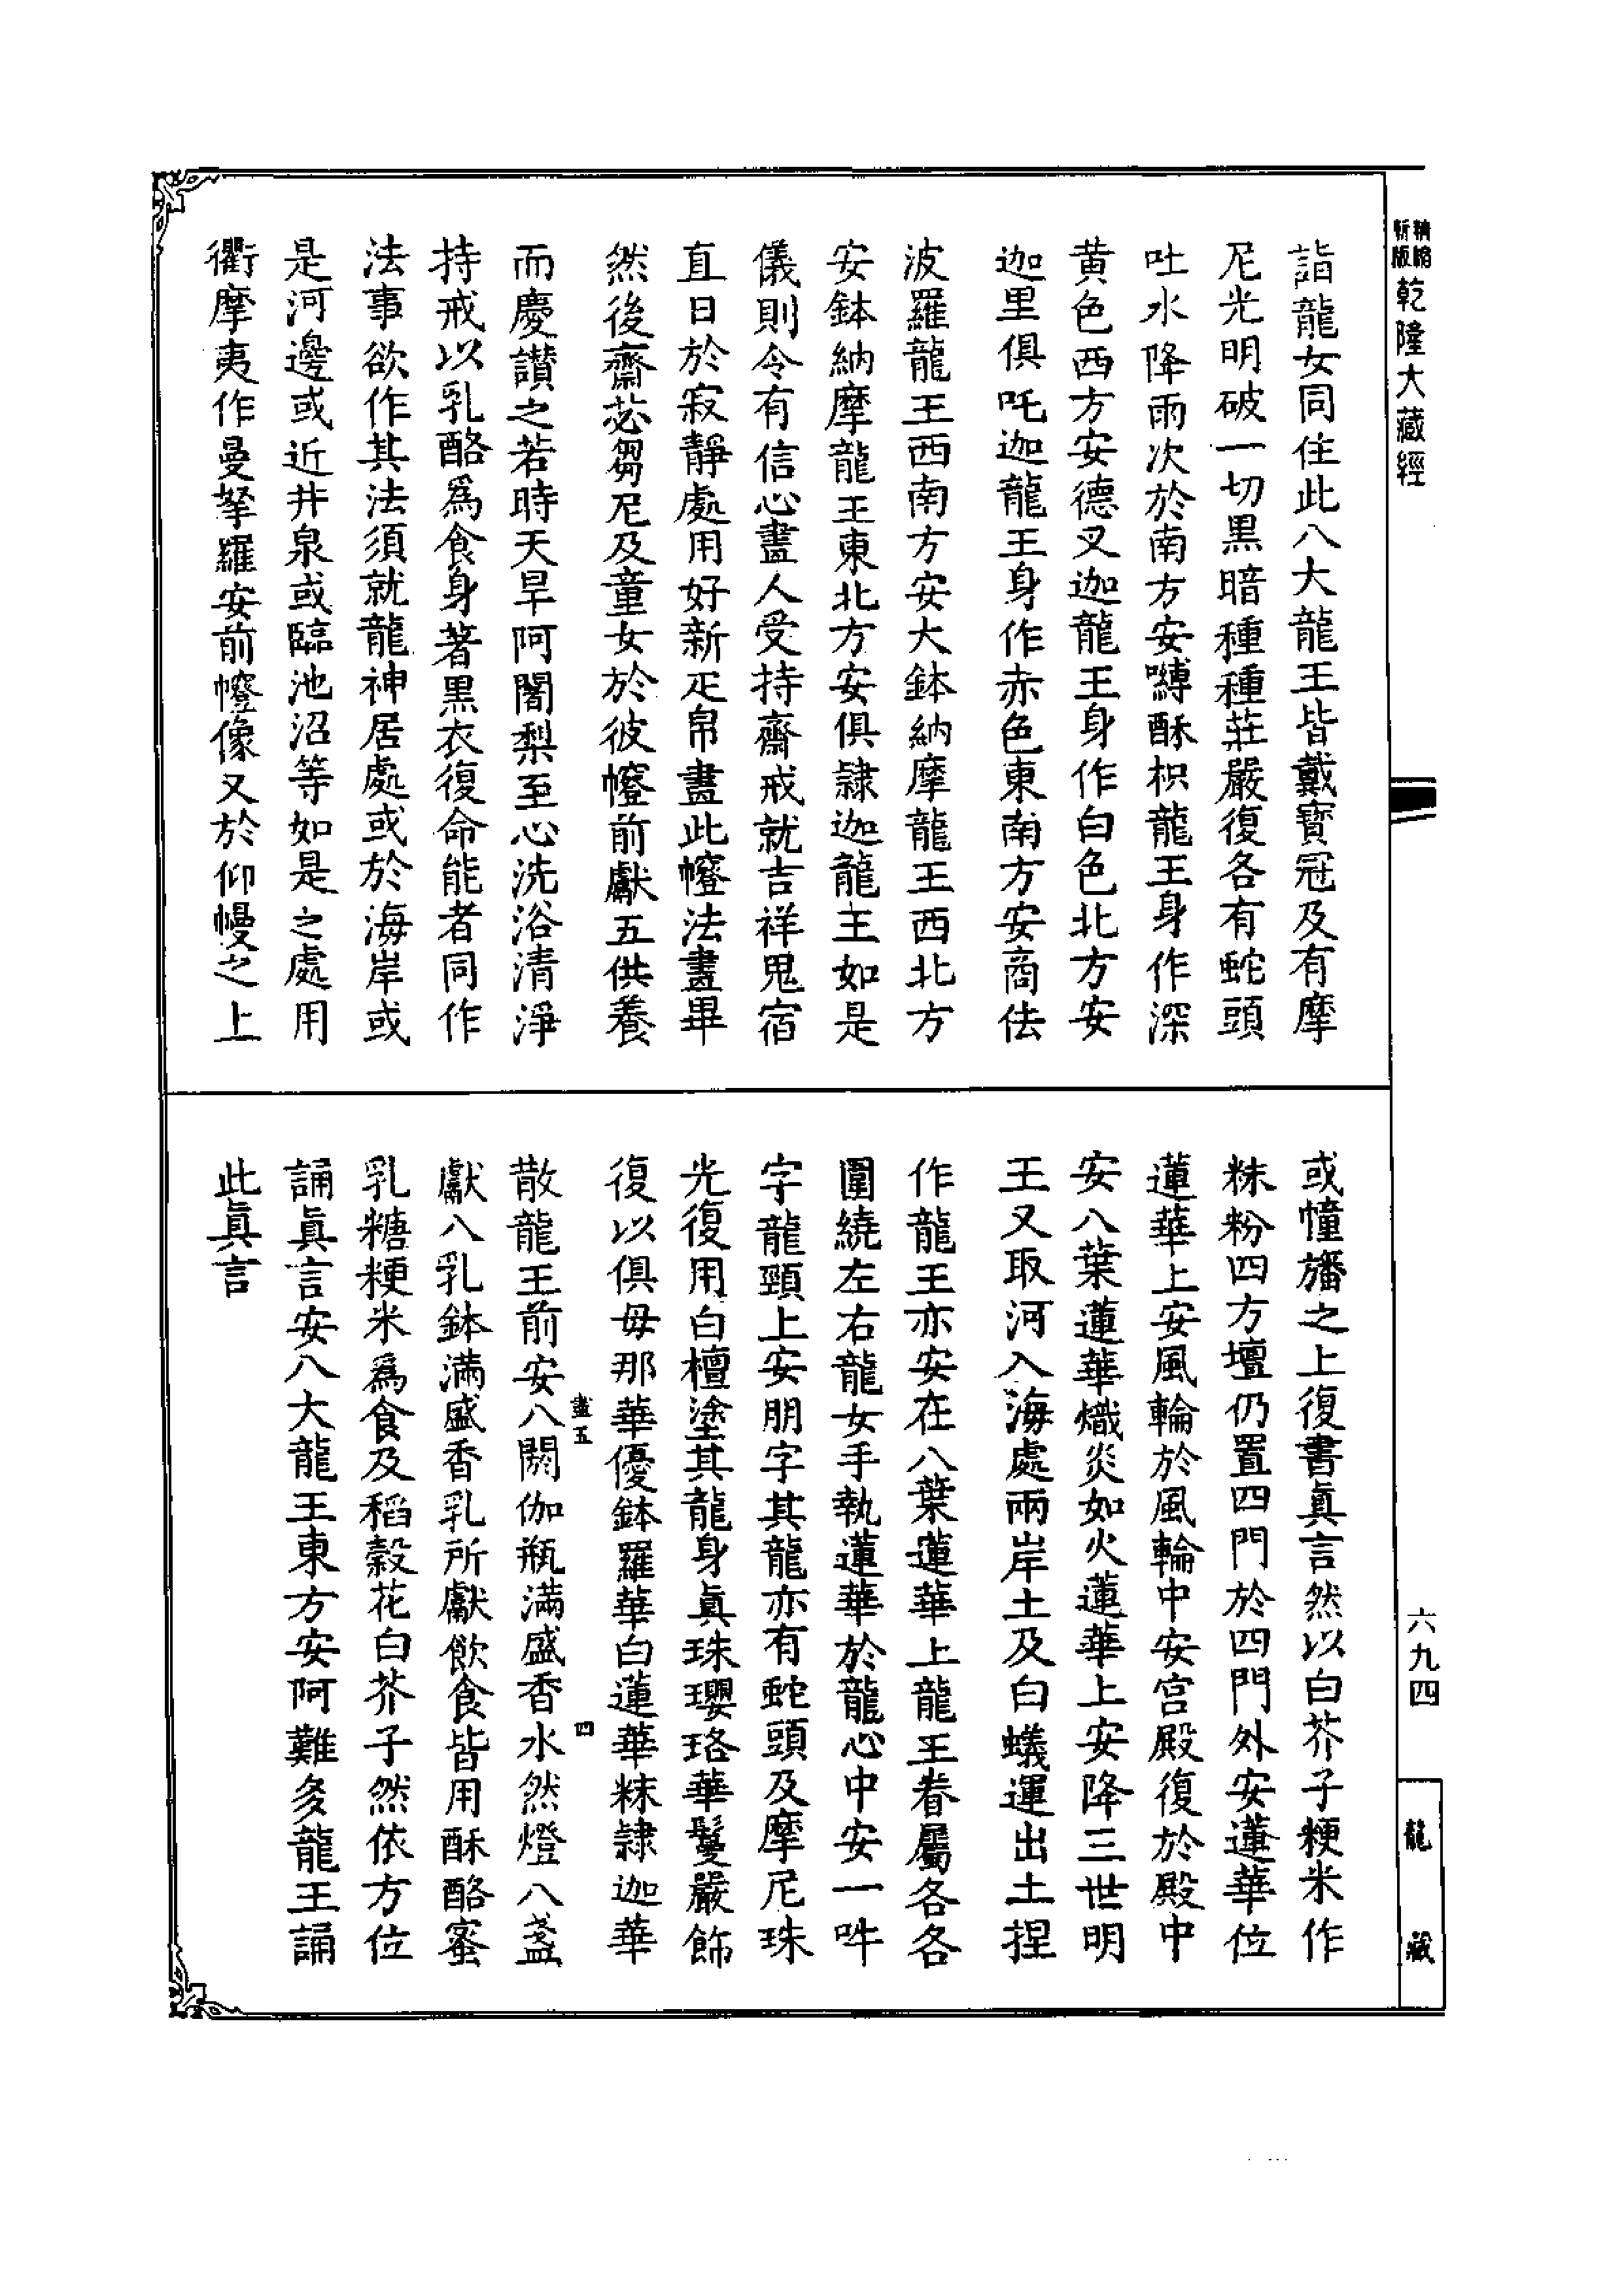 精縮新版乾隆大藏經
詣龍女同住此八大龍王皆戴寶冠及有摩
尼光明破一切黑暗種種莊嚴復各有蛇頭
吐水降雨次於南方安嚩酥枳龍王身作深
黄色西方安德叉迦龍王身作白色北方安
迦里俱吒迦龍王身作赤色東南方安商佉
波羅龍王西南方安大鉢納摩龍王西北方
安鉢納摩龍王東北方安俱隷迦龍王如是
儀則令有信心畫人受持齋戒就吉祥鬼宿
直日於寂靜處用好新疋帛畫此㡧法畫畢
然後齋苾芻尼及童女於彼㡧前獻五供養
而慶讃之若時天旱阿闍梨至心洗浴清淨
持戒以乳酪爲食身著黒衣復命能者同作
法事欲作其法須就龍神居處或於海岸或
是河邊或近井泉或臨池沼等如是之處用
衢摩夷作曼拏羅安前㡧像又於仰幔之上
或幢旛之上復書眞言然以白芥子粳米作
粖粉四方壇仍置四門於四門外安蓮華位
蓮華上安風輪於風輪中安宫殿復於殿中
安八葉蓮華熾炎如火蓮華上安降三世明
王又取河入海處兩岸土及白蟻運出土捏
作龍王亦安在八葉蓮華上龍王眷屬各各
圍繞左右龍女手執蓮華於龍心中安一吽
字龍頸上安朋字其龍亦有蛇頭及摩尼珠
光復用白檀塗其龍身眞珠瓔珞華鬘嚴飾
復以俱毋那華優鉢羅華白蓮華粖隷迦華
盡五 四
散龍王前安八閼伽瓶滿盛香水然燈八盞
獻八乳鉢滿盛香乳所獻飲食皆用酥酪蜜
乳糖粳米爲食及稻穀花白芥子然依方位
誦眞言安八大龍王東方安阿難多龍王誦
此眞言
六九四
龍藏